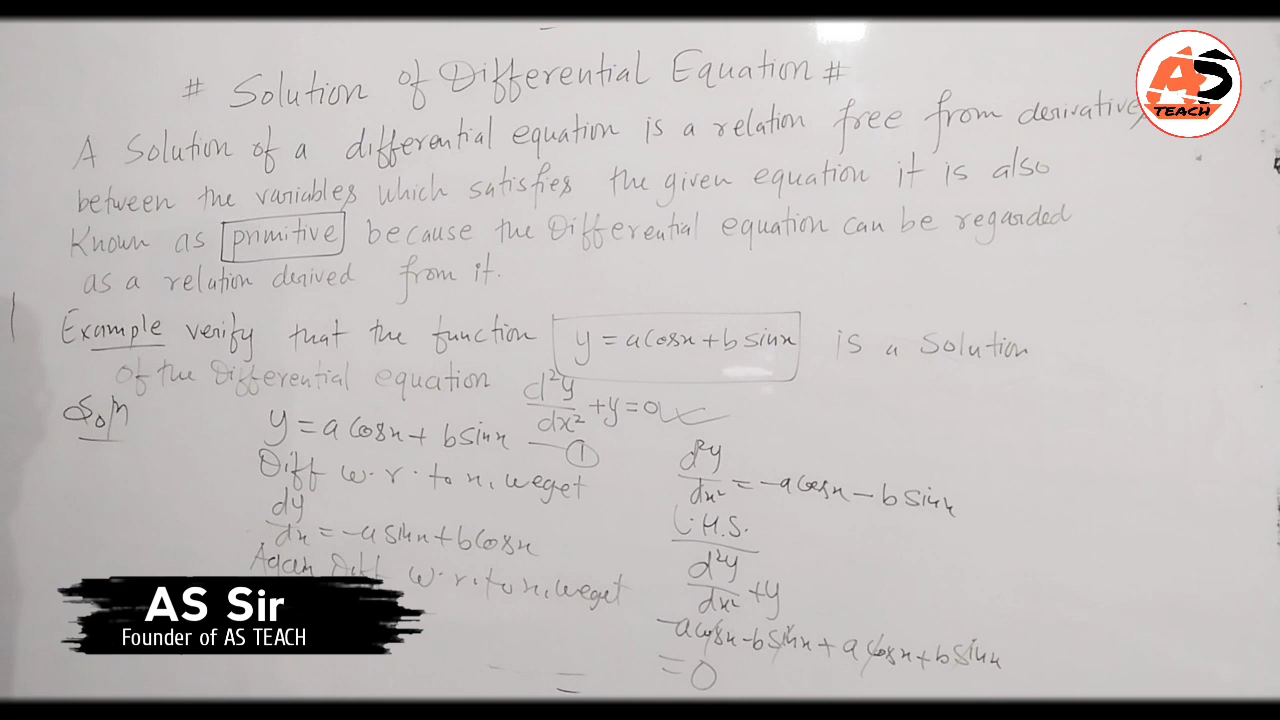 # Solution of Differential Equation #
A Solution of a differential equation is a relation free from derivative,
between the variables which satisfies the given equation it is also
Known as primitive because the Differential equation can be regarded
as a relation derived from it.
Example verify that the function y = a cosx + b sinx is a solution
of the Differential equation d²y/dx² + y = 0
Soln
y = a cosx + b sinx — ①
Diff w.r.to x, we get
dy/dx = -a sinx + b cosx
Again Diff w.r.to x, we get
d²y/dx² = -a cosx - b sinx
L.H.S.
d²y/dx² + y
-a cosx - b sinx + a cosx + b sinx
= 0
=
AS
TEACH
AS Sir
Founder of AS TEACH